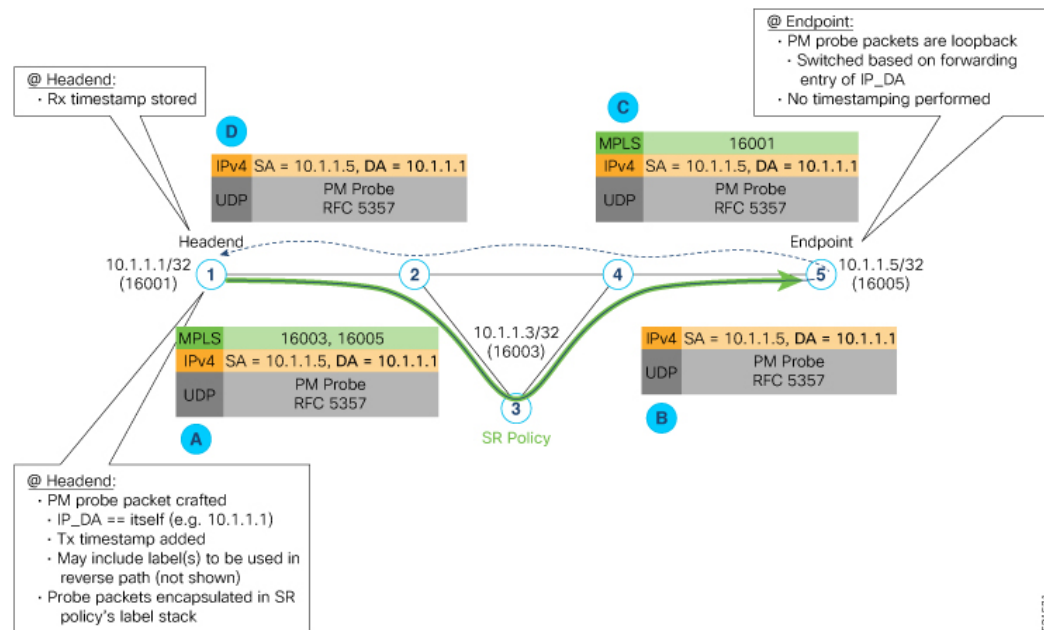 @ Endpoint:
· PM probe packets are loopback
· Switched based on forwarding
entry of IP_DA
· No timestamping performed
@ Headend:
· Rx timestamp stored
D
IPv4 SA = 10.1.1.5, DA = 10.1.1.1
UDP PM Probe
RFC 5357
C
MPLS 16001
IPv4 SA = 10.1.1.5, DA = 10.1.1.1
UDP PM Probe
RFC 5357
Headend
10.1.1.1/32
(16001)
1
2
4
Endpoint
5
10.1.1.5/32
(16005)
10.1.1.3/32
(16003)
3
SR Policy
MPLS 16003, 16005
IPv4 SA = 10.1.1.5, DA = 10.1.1.1
UDP PM Probe
RFC 5357
A
IPv4 SA = 10.1.1.5, DA = 10.1.1.1
UDP PM Probe
RFC 5357
B
@ Headend:
· PM probe packet crafted
· IP_DA == itself (e.g. 10.1.1.1)
· Tx timestamp added
· May include label(s) to be used in
reverse path (not shown)
· Probe packets encapsulated in SR
policy's label stack